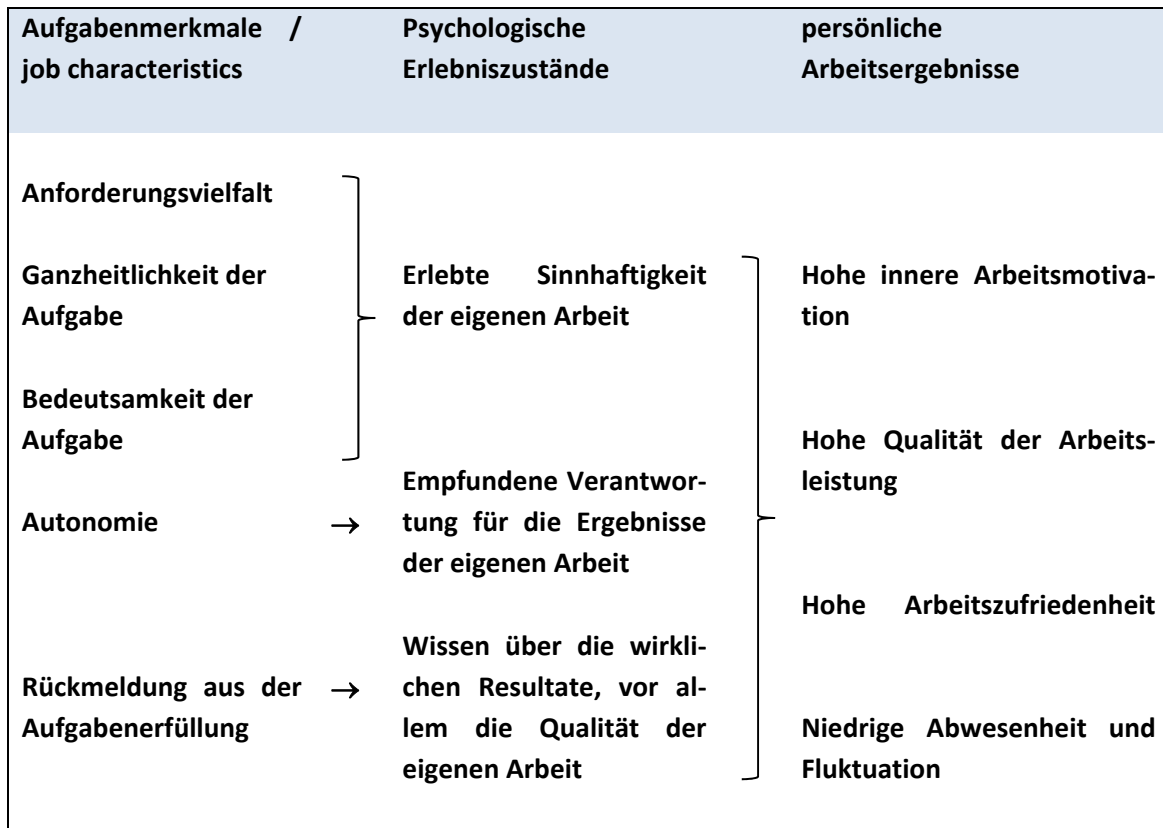 Aufgabenmerkmale /
job characteristics
Psychologische
Erlebniszustände
persönliche
Arbeitsergebnisse
Anforderungsvielfalt
Ganzheitlichkeit der
Aufgabe
Bedeutsamkeit der
Aufgabe
Autonomie →
Rückmeldung aus der →
Aufgabenerfüllung
Erlebte Sinnhaftigkeit
der eigenen Arbeit
Empfundene Verantwor-
tung für die Ergebnisse
der eigenen Arbeit
Wissen über die wirkli-
chen Resultate, vor al-
lem die Qualität der
eigenen Arbeit
Hohe innere Arbeitsmotiva-
tion
Hohe Qualität der Arbeits-
leistung
Hohe Arbeitszufriedenheit
Niedrige Abwesenheit und
Fluktuation